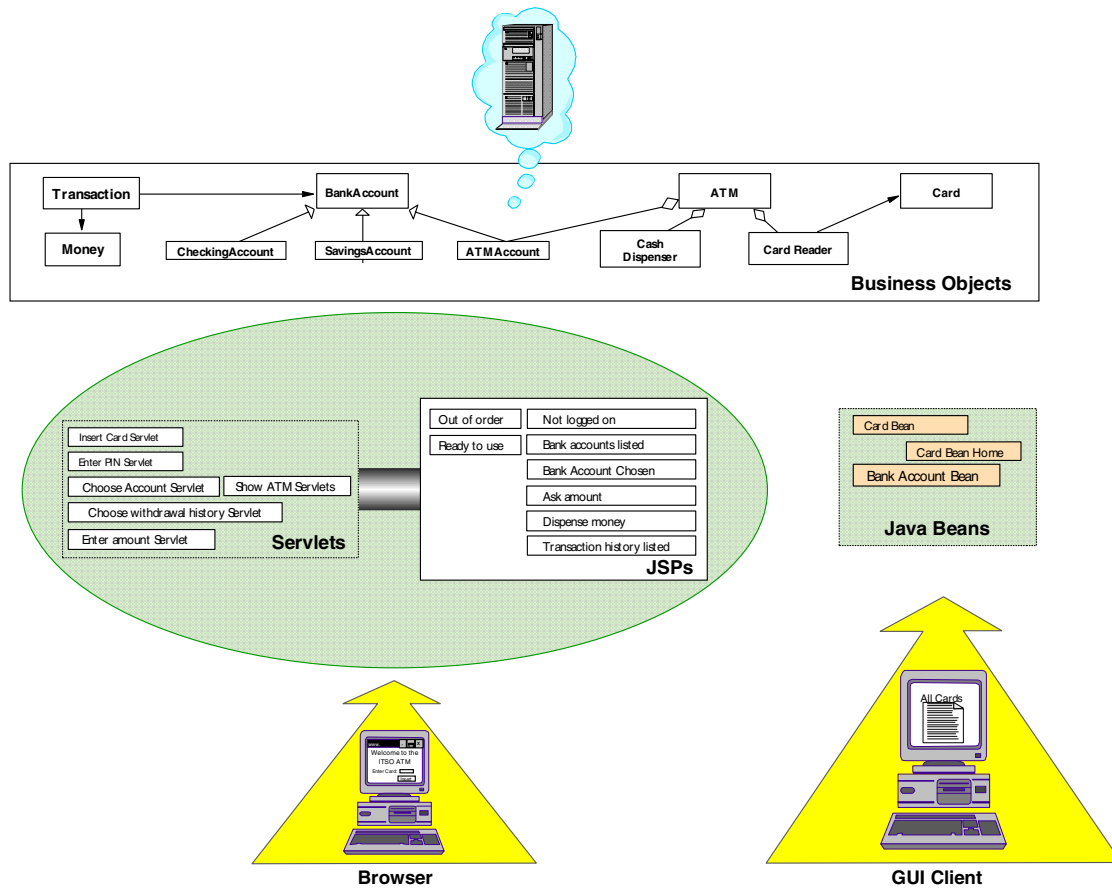 Transaction
BankAccount
ATM
Card
Money
CheckingAccount
SavingsAccount
ATMAccount
Cash
Dispenser
Card Reader
Business Objects
Insert Card Servlet
Enter PIN Servlet
Choose Account Servlet
Show ATM Servlets
Choose withdrawal history Servlet
Enter amount Servlet
Servlets
Out of order
Not logged on
Ready to use
Bank accounts listed
Bank Account Chosen
Ask amount
Dispense money
Transaction history listed
JSPs
Card Bean
Card Bean Home
Bank Account Bean
Java Beans
www.
Welcome to the
ITSO ATM
Enter Card:
All Cards
Browser
GUI Client